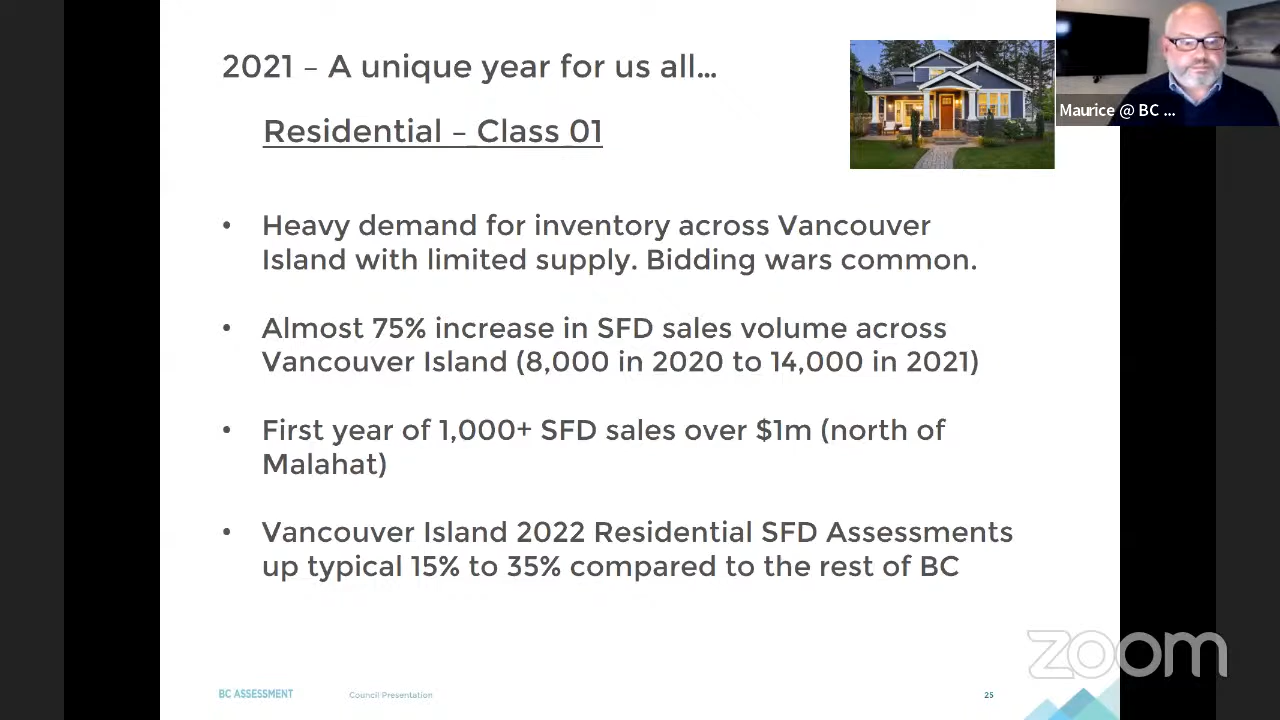 2021 – A unique year for us all…
Residential – Class 01
Maurice @ BC ...
• Heavy demand for inventory across Vancouver
Island with limited supply. Bidding wars common.
• Almost 75% increase in SFD sales volume across
Vancouver Island (8,000 in 2020 to 14,000 in 2021)
• First year of 1,000+ SFD sales over $1m (north of
Malahat)
• Vancouver Island 2022 Residential SFD Assessments
up typical 15% to 35% compared to the rest of BC
zoom
BC ASSESSMENT
Council Presentation
25